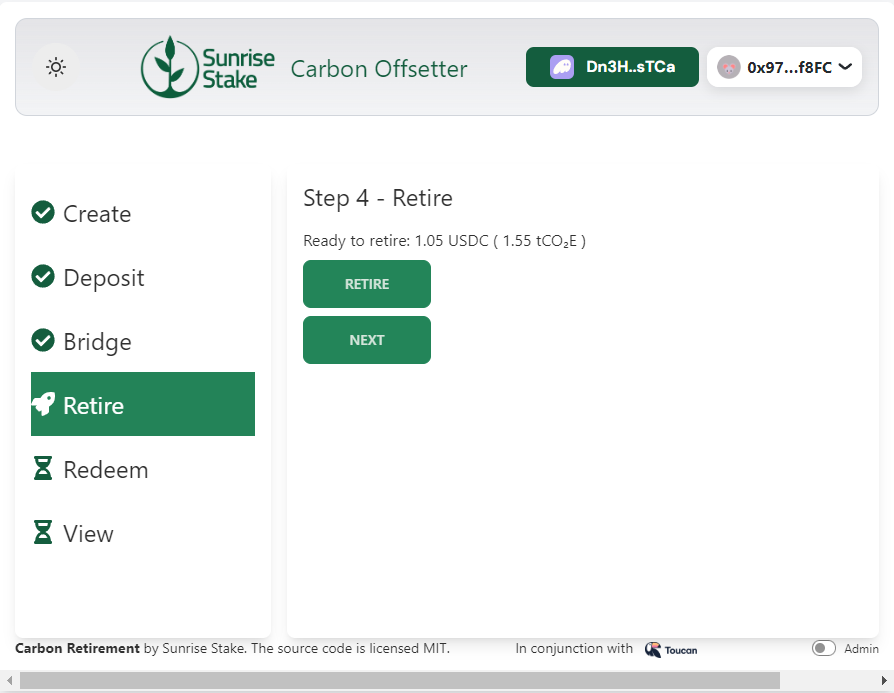 Sunrise
Stake
Carbon Offsetter
Dn3H..sTCa
0x97...f8FC
Create
Deposit
Bridge
Retire
Redeem
View
Step 4 - Retire
Ready to retire: 1.05 USDC ( 1.55 tCO₂E )
RETIRE
NEXT
Carbon Retirement by Sunrise Stake. The source code is licensed MIT.
In conjunction with Toucan
Admin